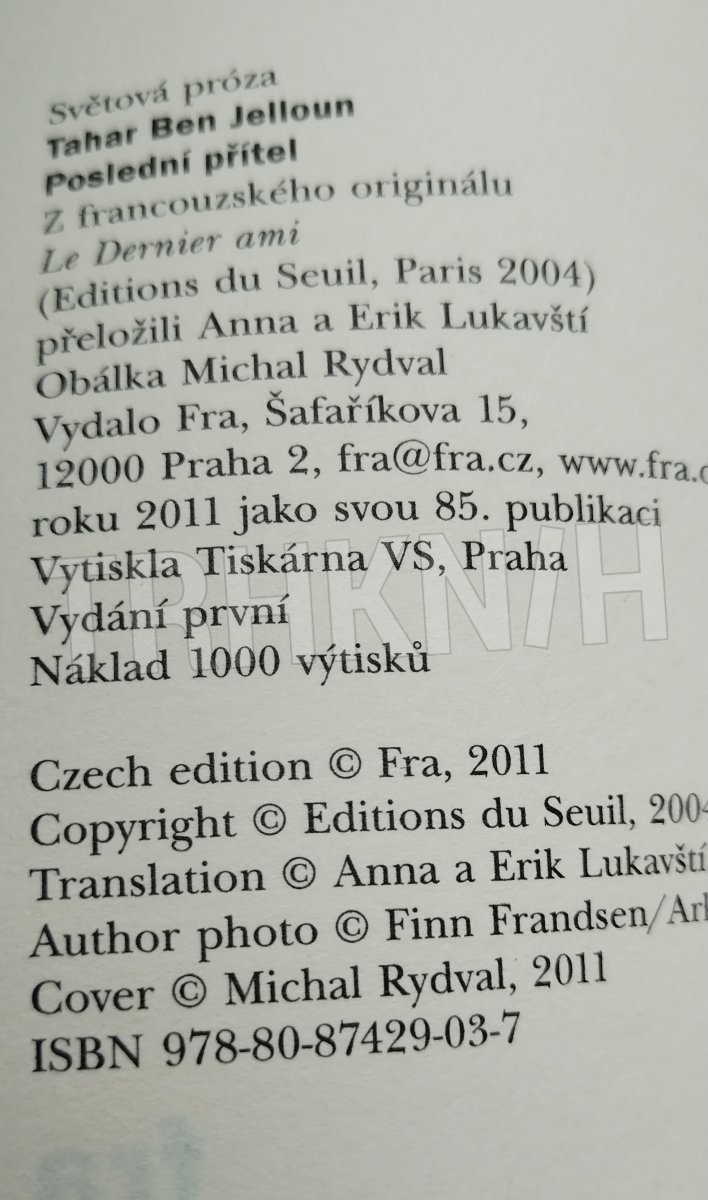 Světová próza
Tahar Ben Jelloun
Poslední přítel
Z francouzského originálu
Le Dernier ami
(Editions du Seuil, Paris 2004)
přeložili Anna a Erik Lukavští
Obálka Michal Rydval
Vydalo Fra, Šafaříkova 15,
12000 Praha 2, fra@fra.cz, www.fra.c
roku 2011 jako svou 85. publikaci
Vytiskla Tiskárna VS, Praha
Vydání první
Náklad 1000 výtisků
Czech edition © Fra, 2011
Copyright © Editions du Seuil, 2004
Translation © Anna a Erik Lukavští
Author photo © Finn Frandsen/Ar
Cover © Michal Rydval, 2011
ISBN 978-80-87429-03-7